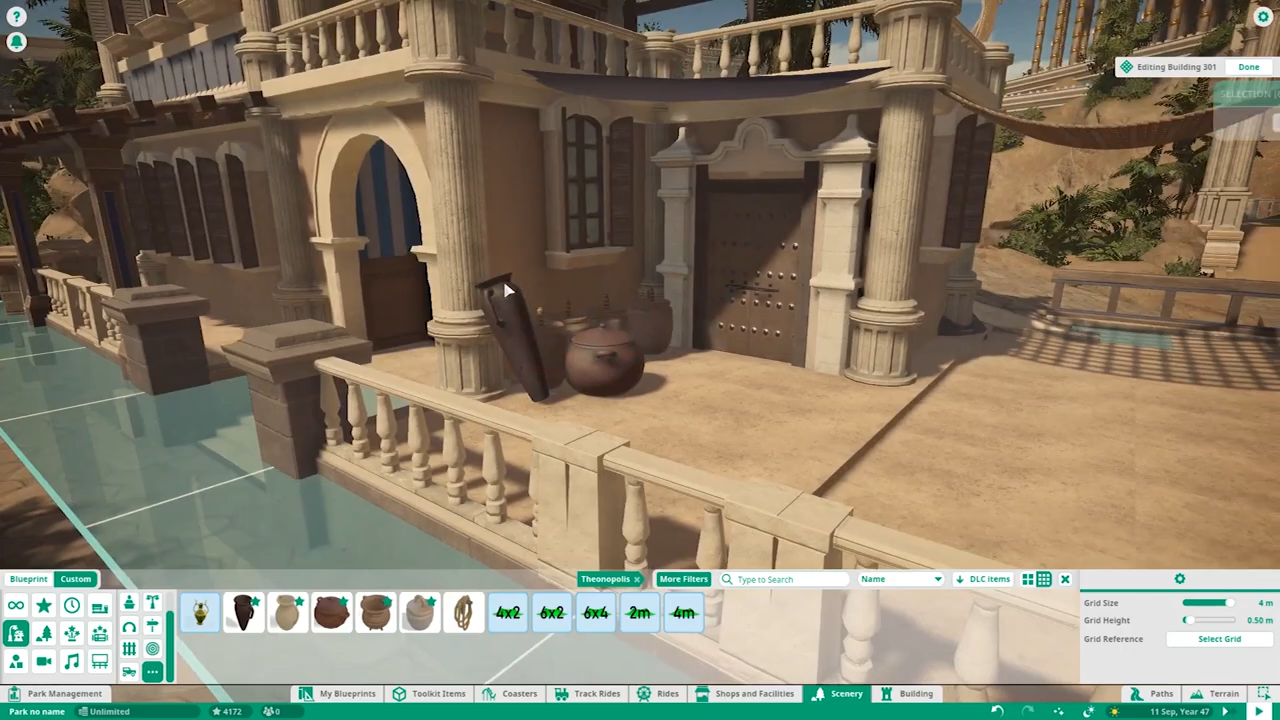 Editing Building 301 Done
SELECTION
Blueprint Custom Theonopolis × More Filters Type to Search Name DLC items
4x2 6x2 6x4 2m 4m
Grid Size 4 m
Grid Height 0.50 m
Grid Reference Select Grid
Park Management My Blueprints Toolkit Items Coasters Track Rides Rides Shops and Facilities Scenery Building Paths Terrain
Park no name Unlimited 4172 0 11 Sep, Year 47